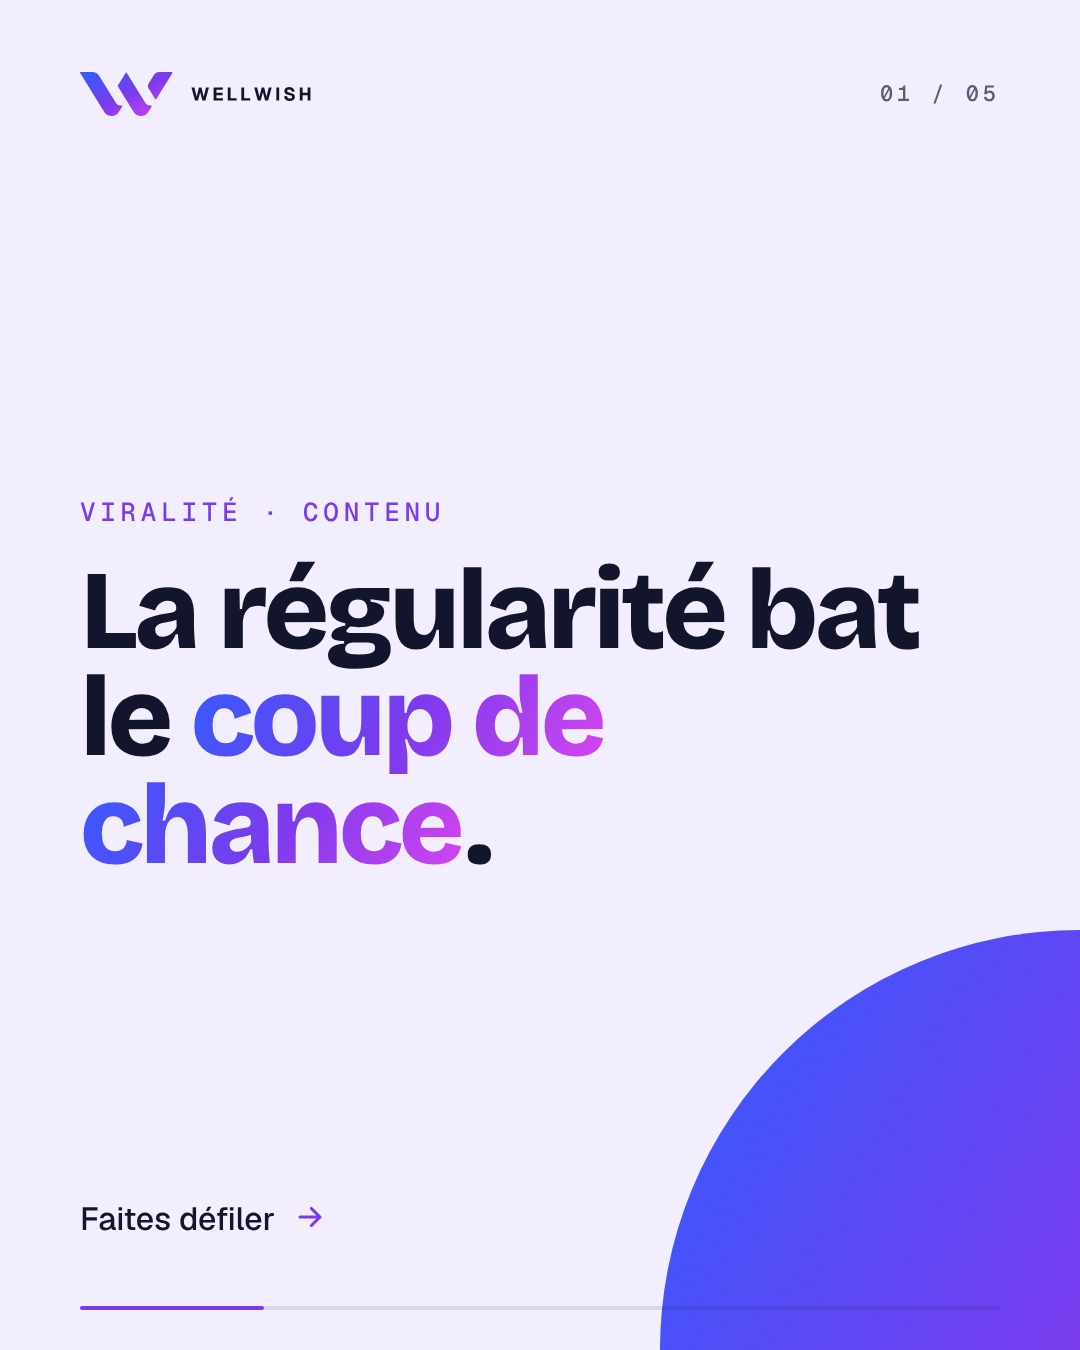 WELLWISH
01 / 05
VIRALITÉ · CONTENU
La régularité bat
le coup de
chance.
Faites défiler →